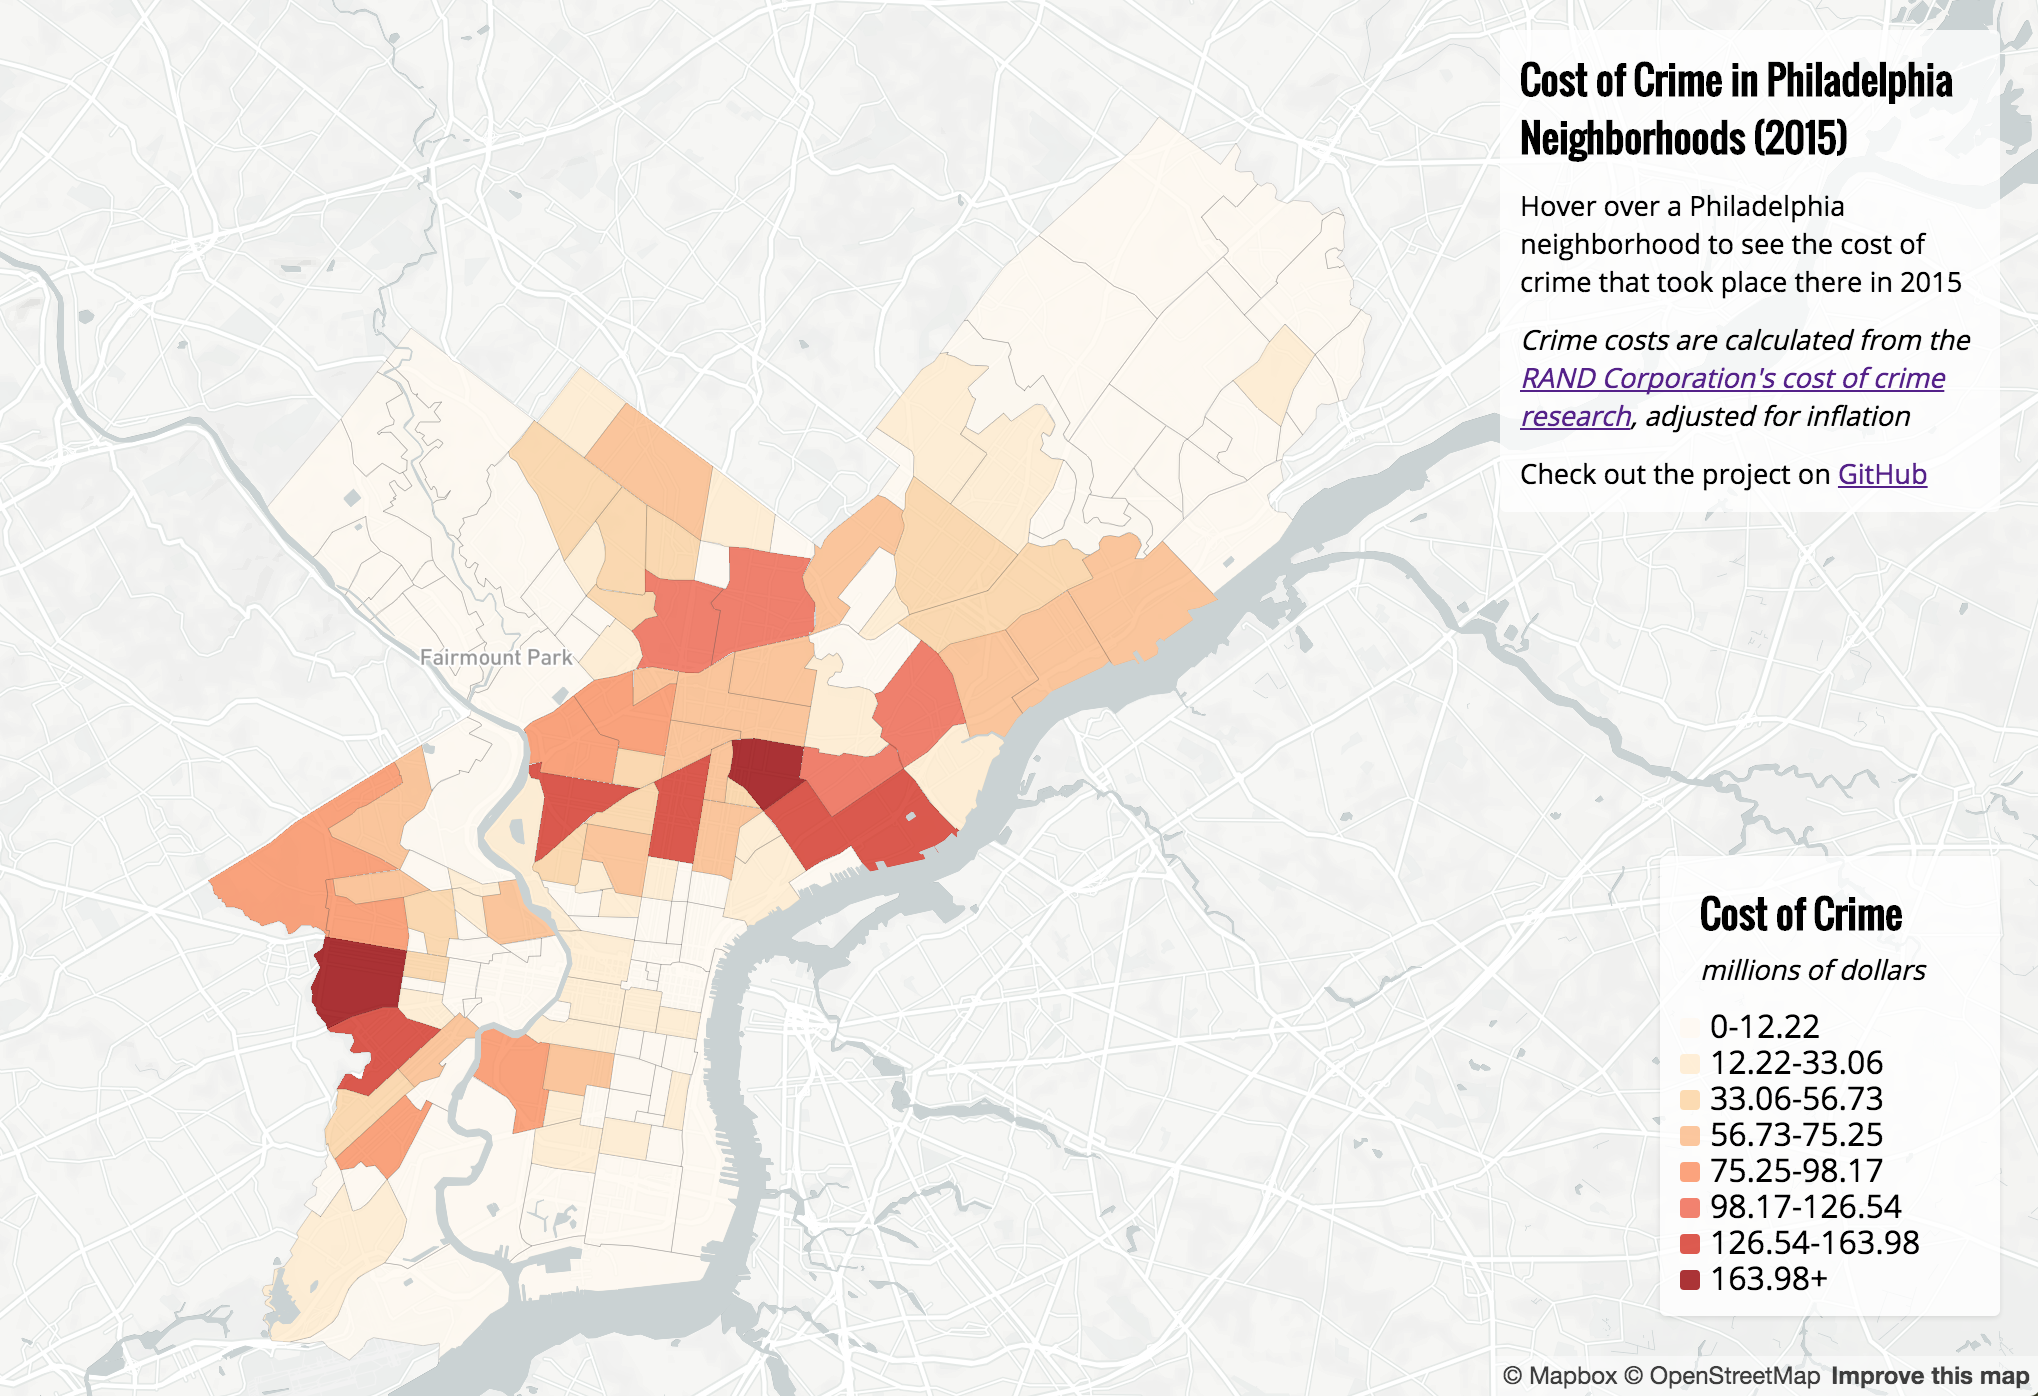 Cost of Crime in Philadelphia
Neighborhoods (2015)
Hover over a Philadelphia
neighborhood to see the cost of
crime that took place there in 2015
Crime costs are calculated from the
RAND Corporation's cost of crime
research, adjusted for inflation
Check out the project on GitHub
Fairmount Park
Cost of Crime
millions of dollars
0-12.22
12.22-33.06
33.06-56.73
56.73-75.25
75.25-98.17
98.17-126.54
126.54-163.98
163.98+
© Mapbox © OpenStreetMap Improve this map